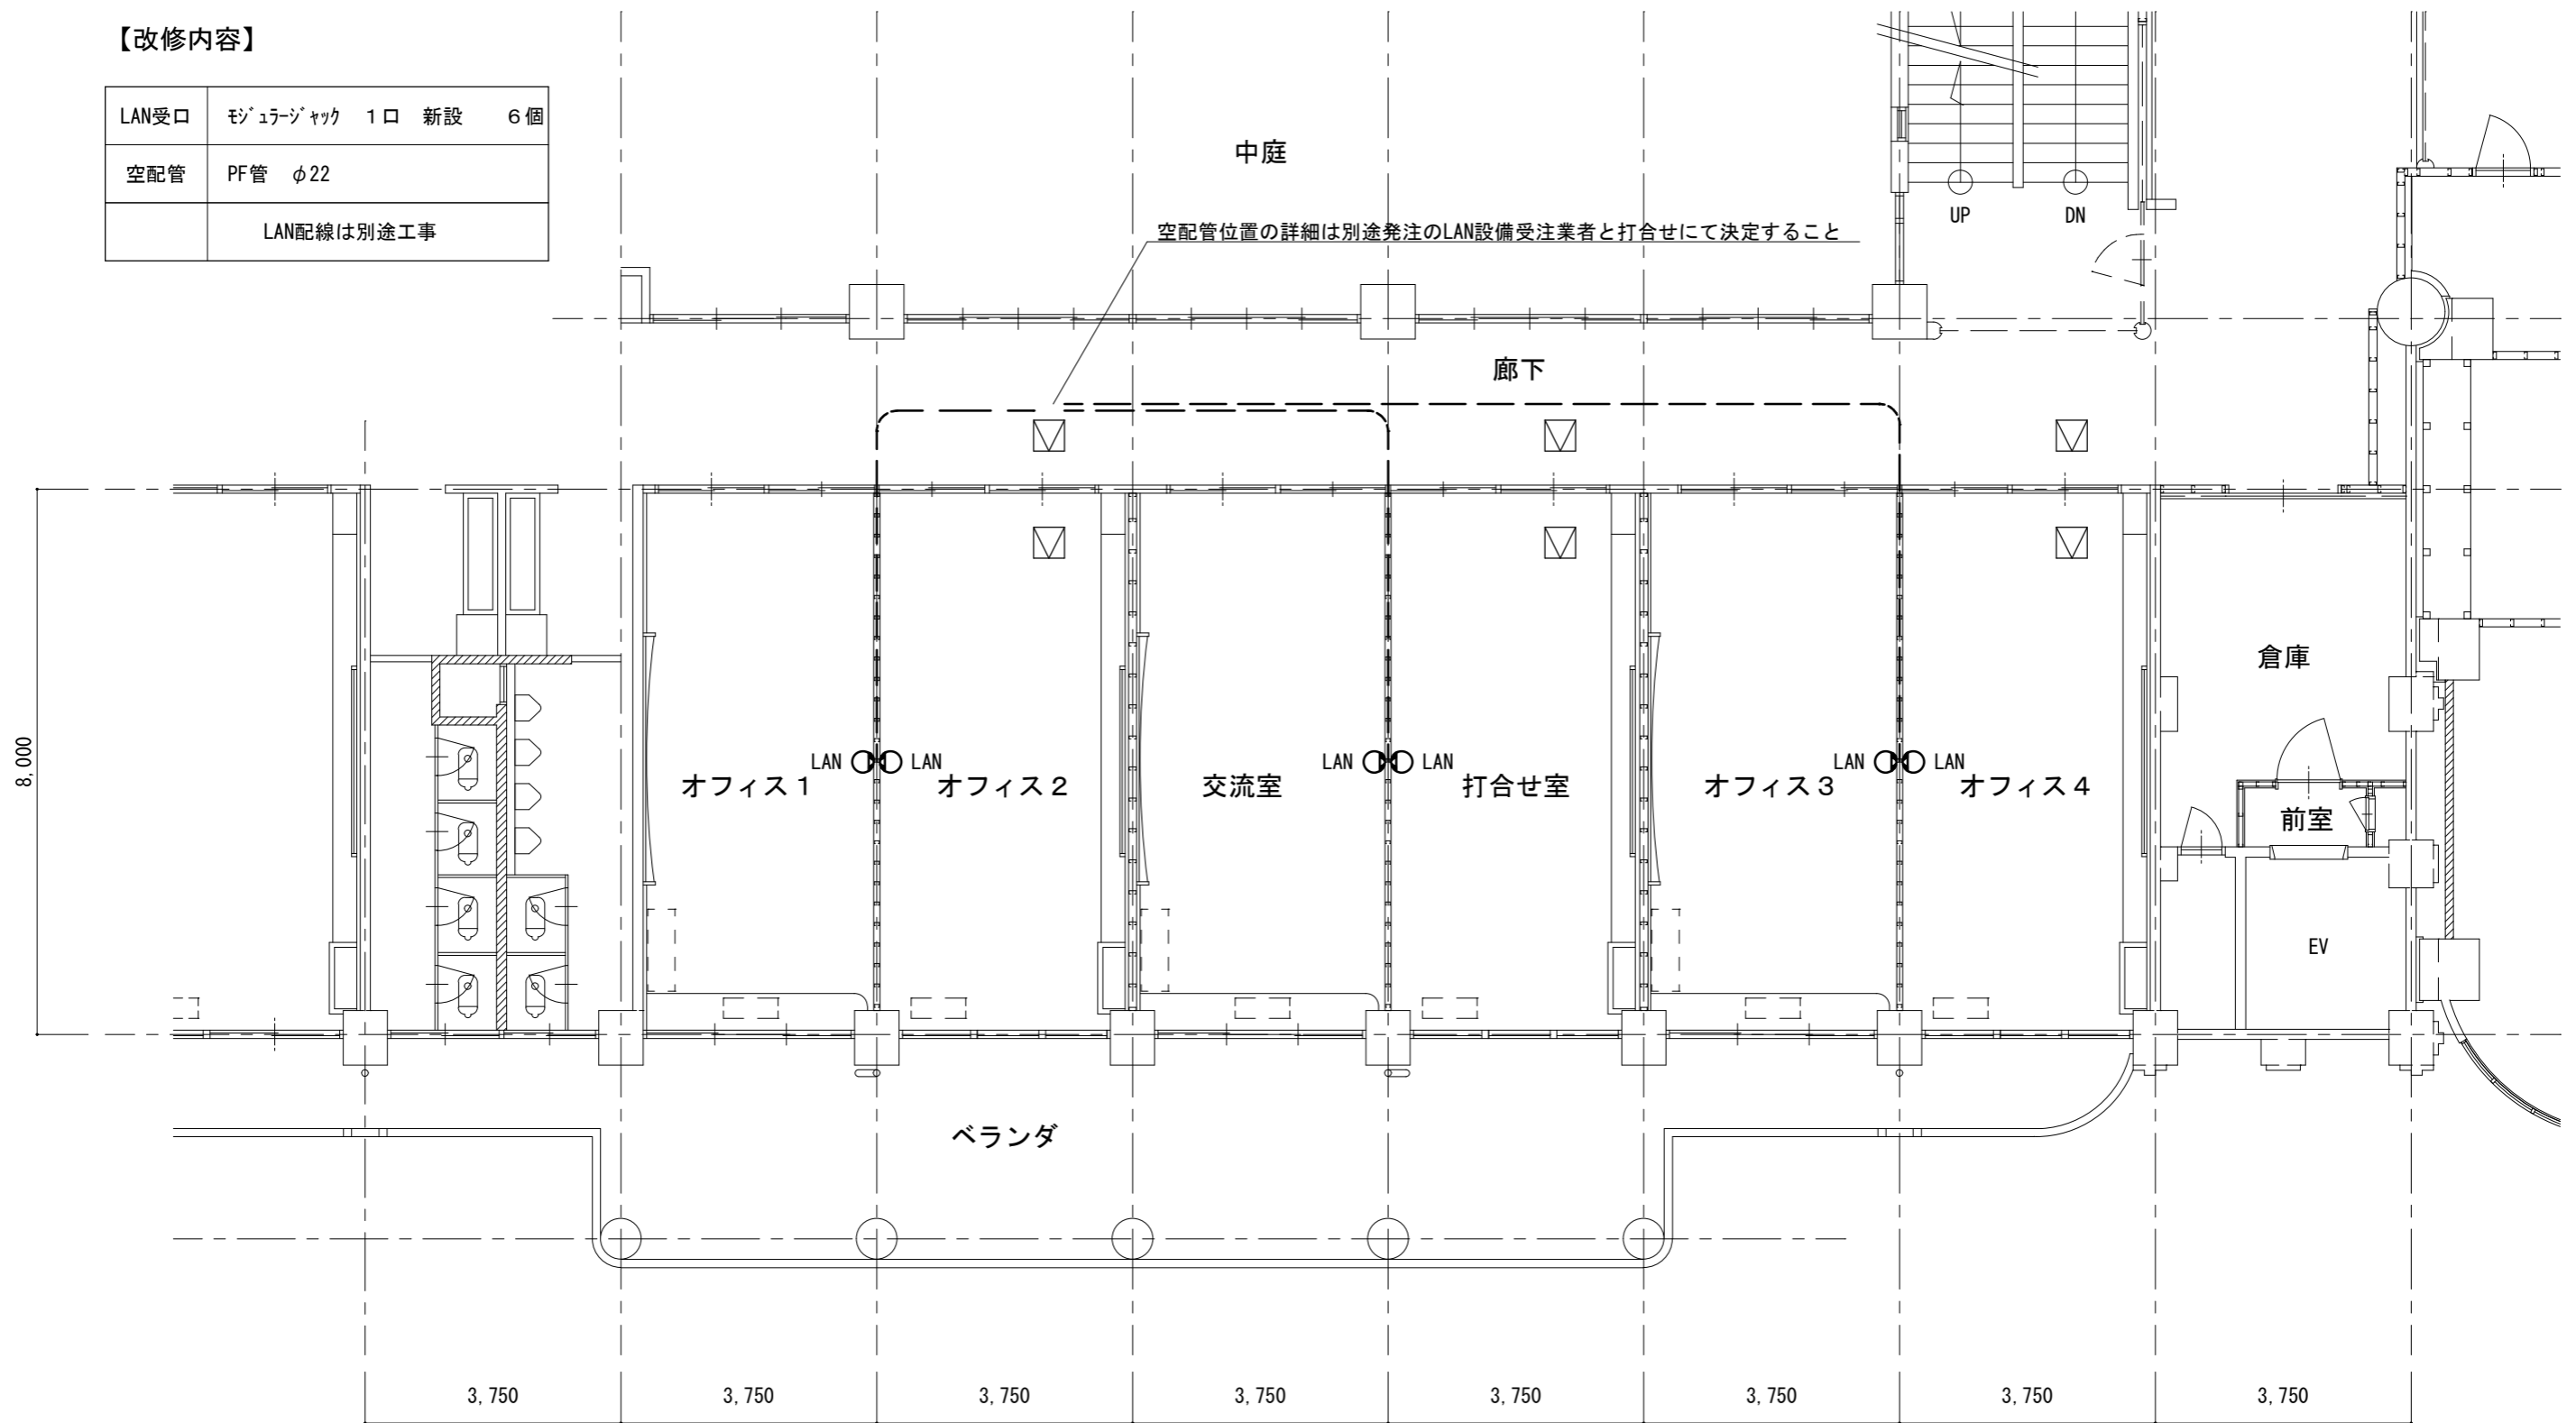 【改修内容】
LAN受口 ﾓｼﾞｭﾗｰｼﾞｬｯｸ 1口 新設 6個
空配管 PF管 φ22
LAN配線は別途工事
中庭
UP DN
空配管位置の詳細は別途発注のLAN設備受注業者と打合せにて決定すること
廊下
倉庫
8,000
LAN LAN LAN LAN LAN LAN
オフィス1 オフィス2 交流室 打合せ室 オフィス3 オフィス4
前室
EV
ベランダ
3,750 3,750 3,750 3,750 3,750 3,750 3,750 3,750